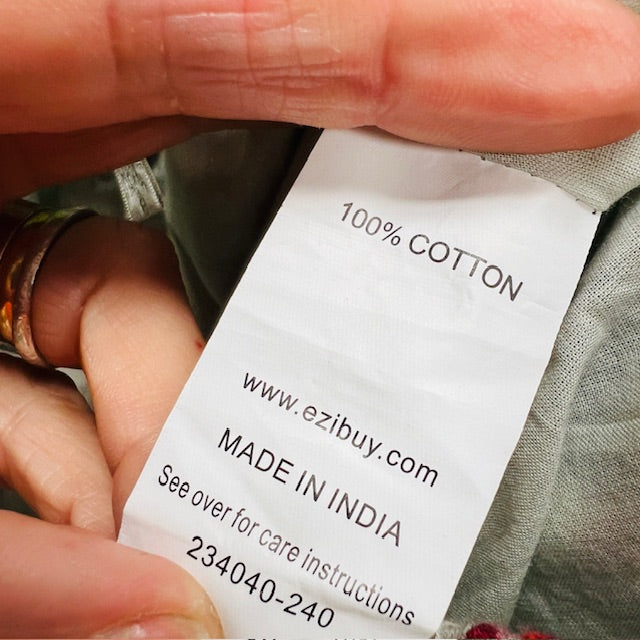 100% COTTON
www.ezibuy.com
MADE IN INDIA
See over for care instructions
234040-240